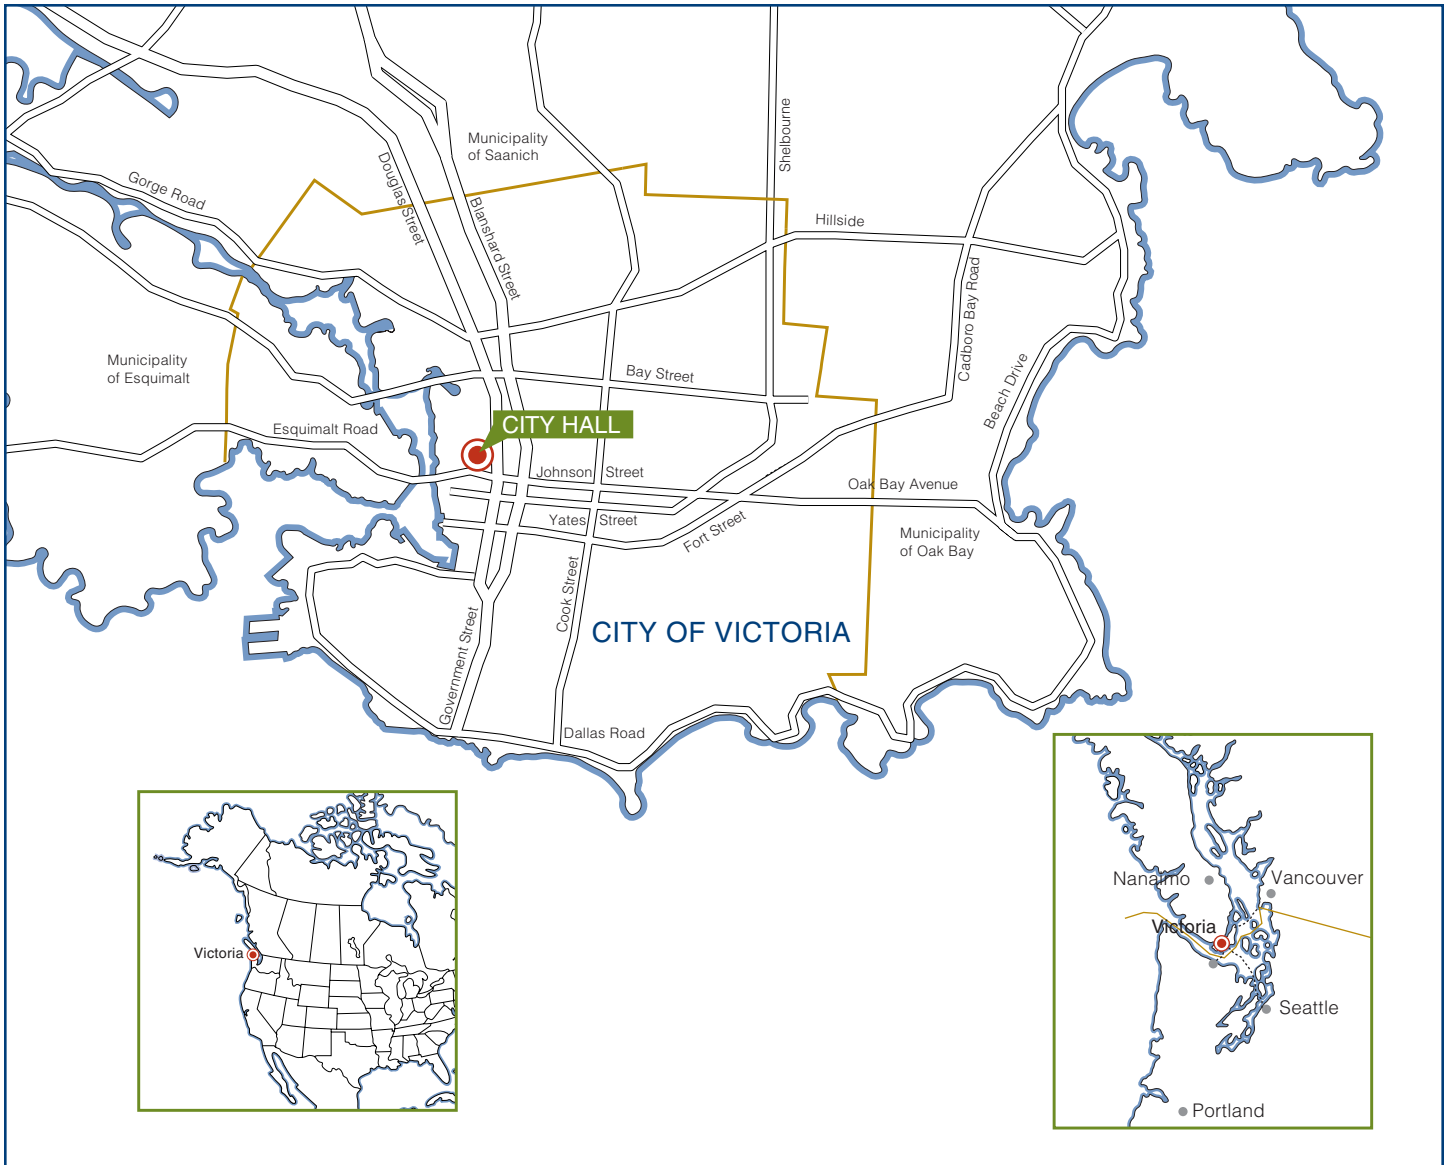 Shelbourne
Municipality
of Saanich
Douglas Street
Gorge Road
Blanshard Street
Hillside
Cadboro Bay Road
Municipality
of Esquimalt
Bay Street
Beach Drive
CITY HALL
Esquimalt Road
Johnson Street
Oak Bay Avenue
Yates Street
Fort Street
Municipality
of Oak Bay
Cook Street
CITY OF VICTORIA
Government Street
Dallas Road
Victoria
Nanaimo
Vancouver
Victoria
Seattle
Portland